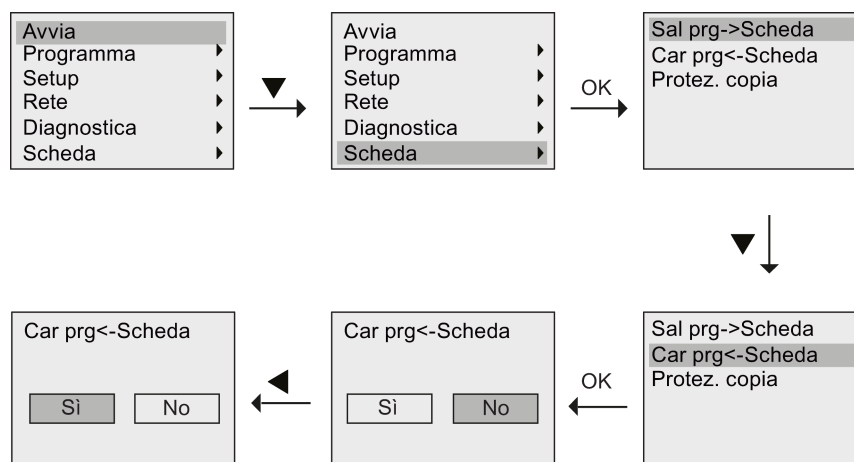 Avvia
Programma
Setup
Rete
Diagnostica
Scheda
Avvia
Programma
Setup
Rete
Diagnostica
Scheda
OK
Sal prg->Scheda
Car prg<-Scheda
Protez. copia
Sal prg->Scheda
Car prg<-Scheda
Protez. copia
OK
Car prg<-Scheda
Sì No
Car prg<-Scheda
Sì No